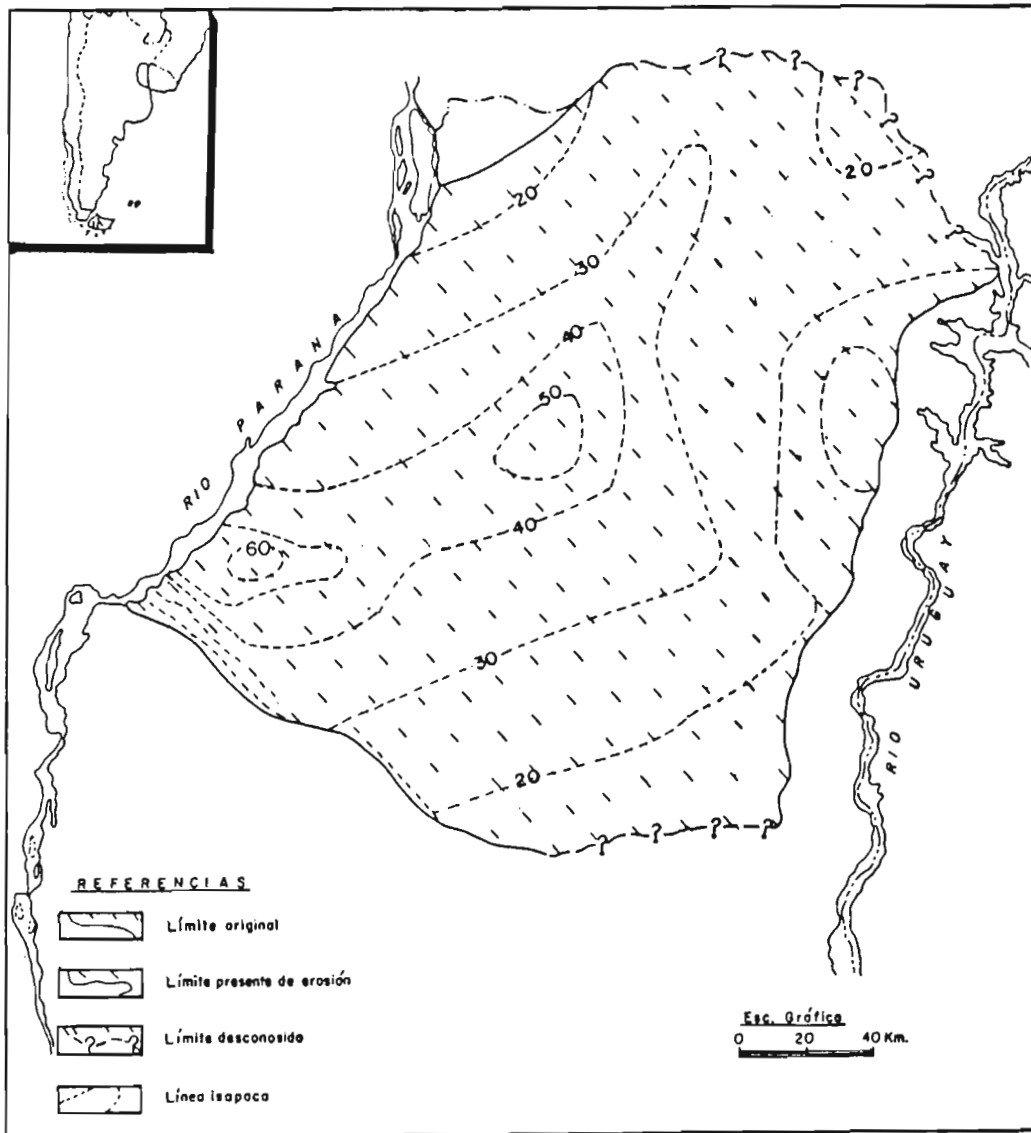 20
20
30
40
50
RIO PARANA
40
60
30
20
RIO URUGUAY
REFERENCIAS
Límite original
Límite presente de erosión
Límite desconosido
Línea isapaca
Esc. Gráfica
0 20 40 Km.